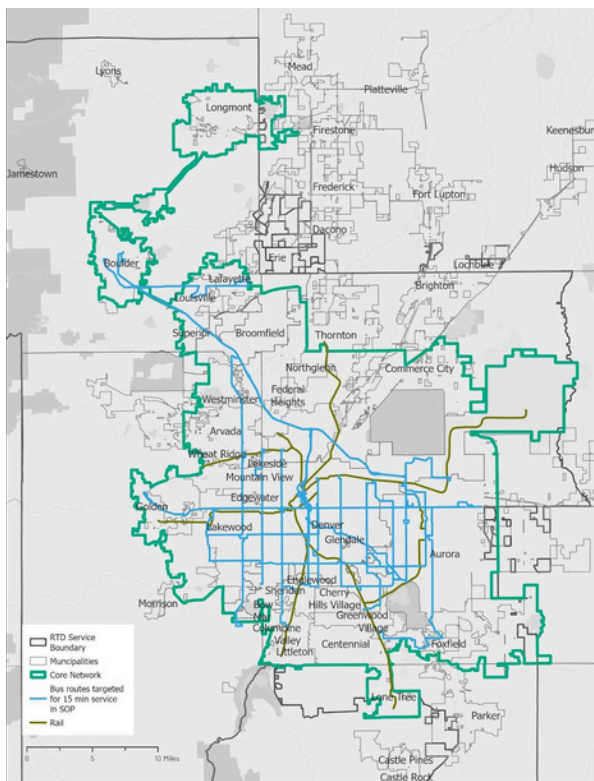 Lyons
Mead
Platteville
Longmont
Firestone
Keenesburg
Hudson
Jamestown
Frederick
Fort Lupton
Dacono
Erie
Lochbuie
Boulder
Brighton
Lafayette
Louisville
Superior
Broomfield
Thornton
Northglenn
Commerce City
Federal
Heights
Westminster
Arvada
Wheat Ridge
Lakeside
Mountain View
Edgewater
Golden
Lakewood
Denver
Glendale
Aurora
Englewood
Sheridan
Cherry
Hills Village
Morrison
Bow
Mar
Greenwood
Village
Columbine
Valley
Littleton
Centennial
Foxfield
Lone Tree
Parker
Castle Pines
Castle Rock
RTD Service
Boundary
Muncipalities
Core Network
Bus routes targeted
for 15 min service
in SOP
Rail
0 5 10 Miles